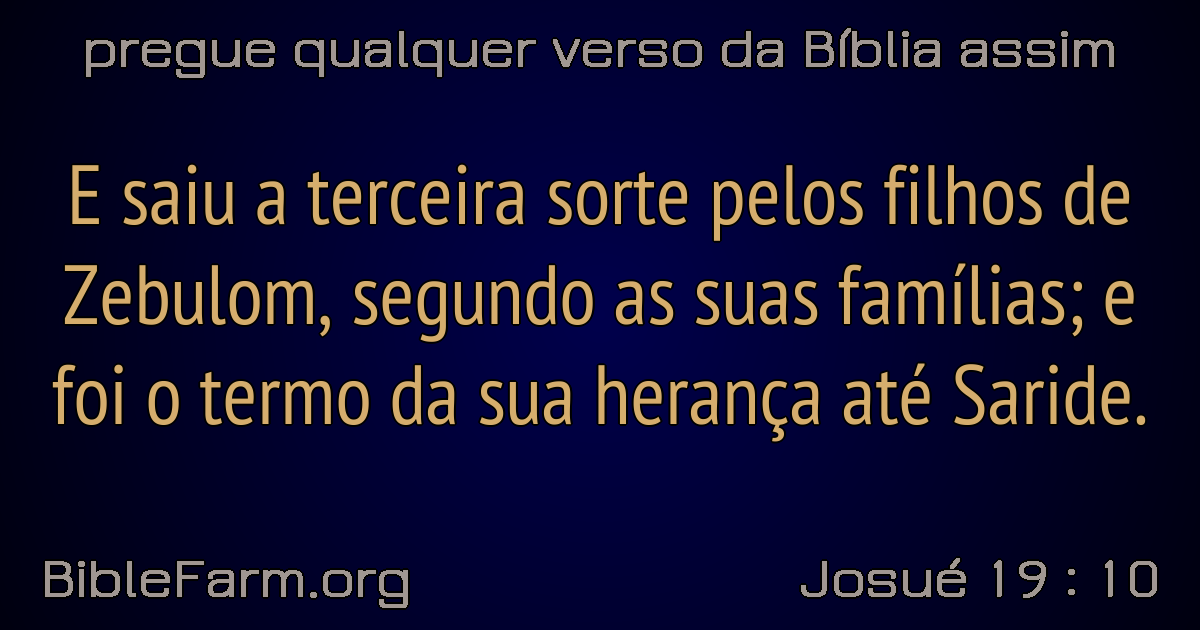 pregue qualquer verso da Bíblia assim
E saiu a terceira sorte pelos filhos de
Zebulom, segundo as suas famílias; e
foi o termo da sua herança até Saride.
BibleFarm.org
Josué 19 : 10